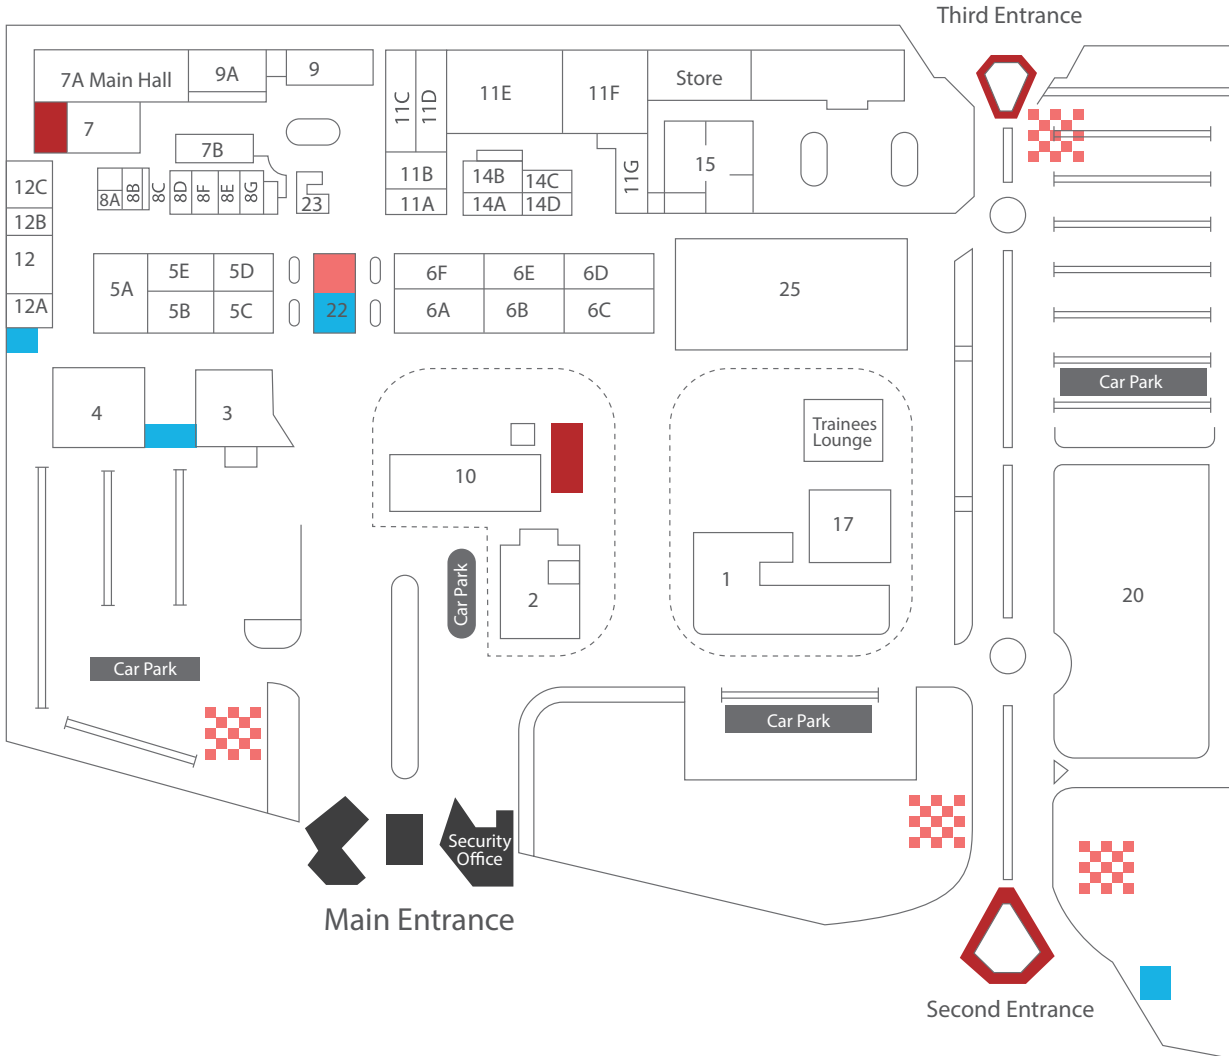 Third Entrance
7A Main Hall
9A
9
11C
11D
11E
11F
Store
7
7B
11B
11A
14B
14C
14A
14D
11G
15
12C
12B
12
12A
8A
8B
8C
8D
8F
8E
8G
23
5A
5E
5D
5B
5C
22
6F
6E
6D
6A
6B
6C
25
Car Park
4
3
Trainees
Lounge
10
17
1
2
Car Park
20
Car Park
Car Park
Security
Office
Main Entrance
Second Entrance